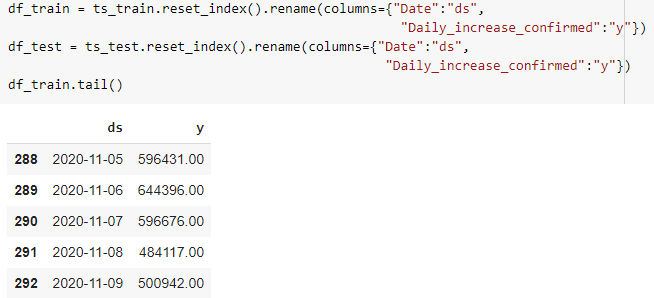 df_train = ts_train.reset_index().rename(columns={"Date":"ds",
"Daily_increase_confirmed":"y"})
df_test = ts_test.reset_index().rename(columns={"Date":"ds",
"Daily_increase_confirmed":"y"})
df_train.tail()
ds y
288 2020-11-05 596431.00
289 2020-11-06 644396.00
290 2020-11-07 596676.00
291 2020-11-08 484117.00
292 2020-11-09 500942.00